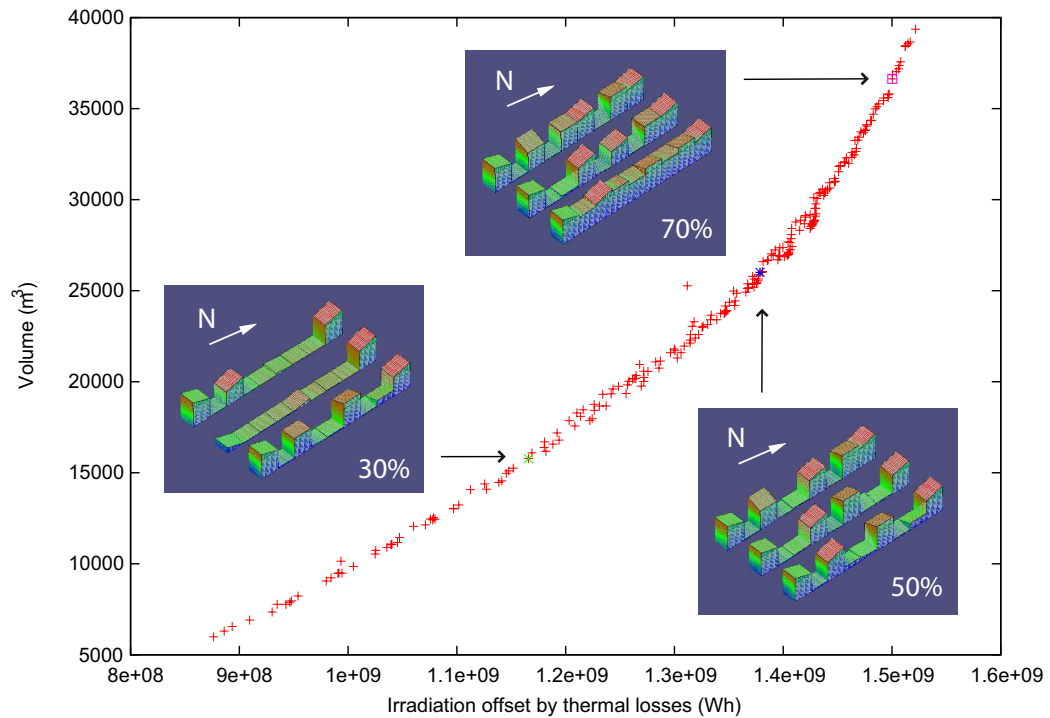 40000
35000
30000
25000
20000
15000
10000
5000
Volume (m³)
N
70%
N
30%
N
50%
8e+08
9e+08
1e+09
1.1e+09
1.2e+09
1.3e+09
1.4e+09
1.5e+09
1.6e+09
Irradiation offset by thermal losses (Wh)